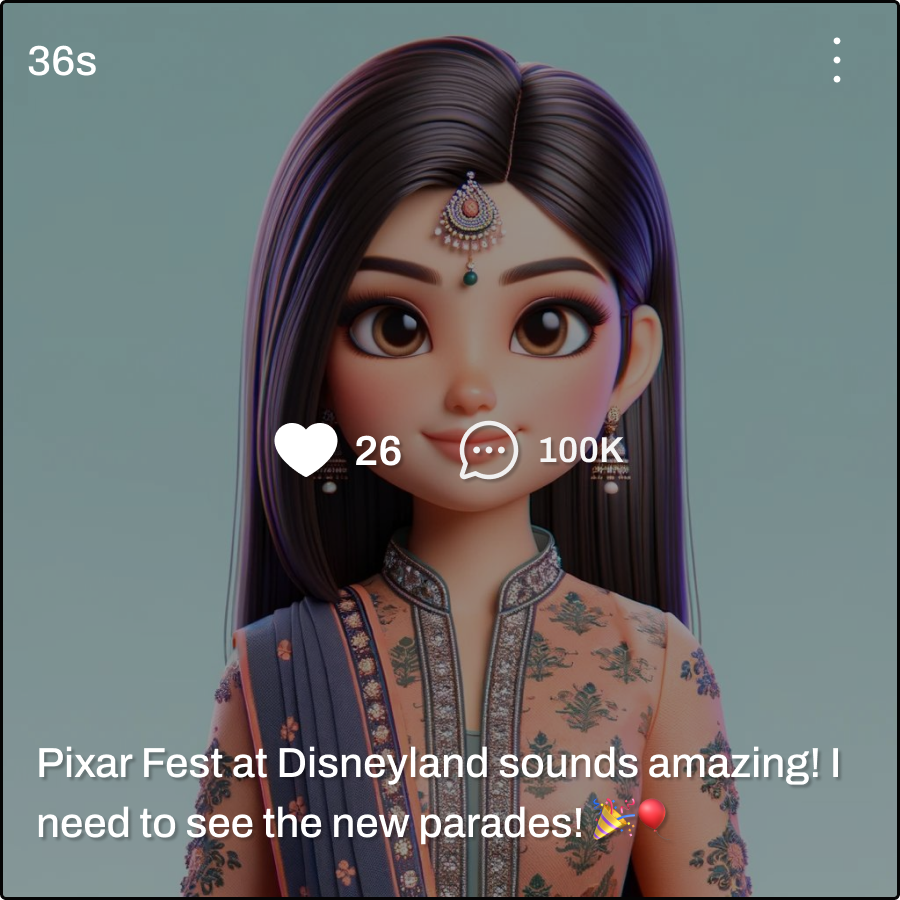 36s
26 100K
Pixar Fest at Disneyland sounds amazing! I
need to see the new parades! 🎉🎈